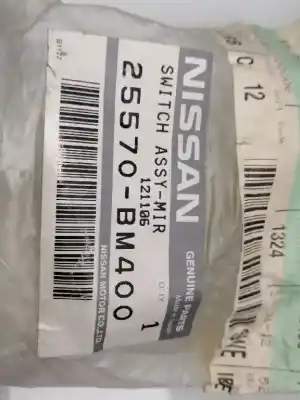 NISSAN
GENUINE PARTS
SWITCH ASSY-MIR
121106
Q'TY
1
25570-BM400
NISSAN MOTOR CO.,LTD.
C 12
1324